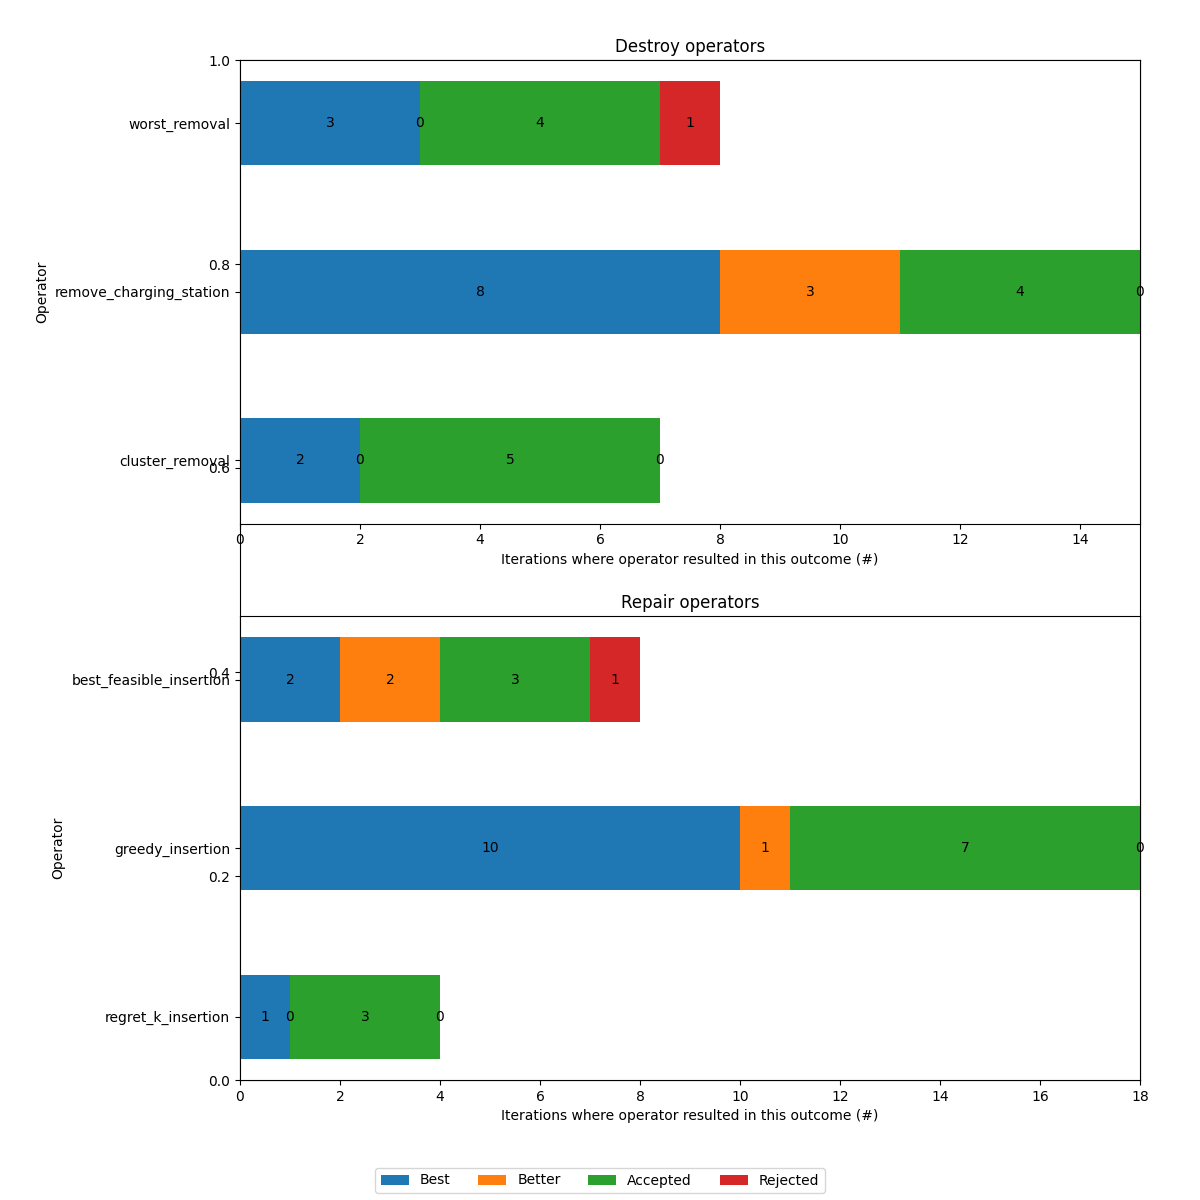 Destroy operators
1.0
worst_removal 3 0 4 1
0.8
remove_charging_station 8 3 4 0
Operator
cluster_removal 2 0 5 0
0.6
0 2 4 6 8 10 12 14
Iterations where operator resulted in this outcome (#)
Repair operators
0.4
best_feasible_insertion 2 2 3 1
greedy_insertion 10 1 7 0
Operator
0.2
regret_k_insertion 1 0 3 0
0.0
0 2 4 6 8 10 12 14 16 18
Iterations where operator resulted in this outcome (#)
Best Better Accepted Rejected